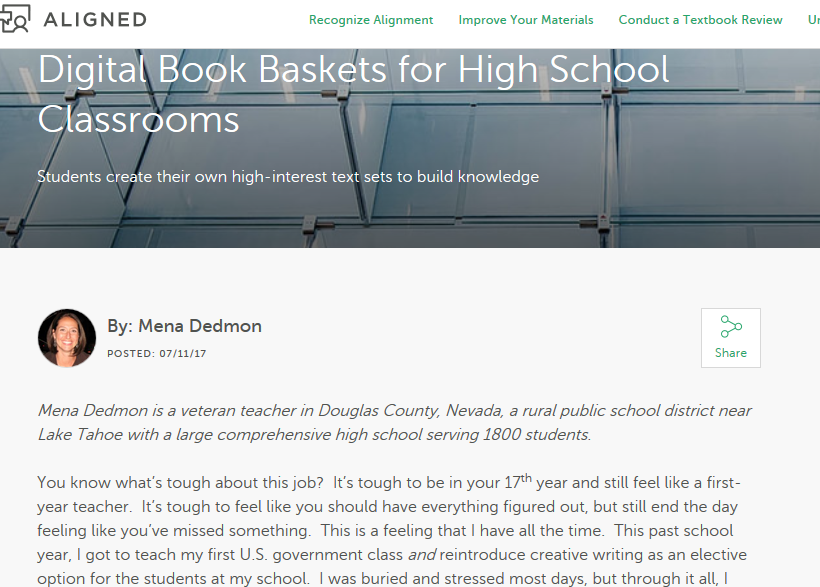 ALIGNED
Recognize Alignment Improve Your Materials Conduct a Textbook Review
Digital Book Baskets for High School
Classrooms
Students create their own high-interest text sets to build knowledge
By: Mena Dedmon
POSTED: 07/11/17
Share
Mena Dedmon is a veteran teacher in Douglas County, Nevada, a rural public school district near
Lake Tahoe with a large comprehensive high school serving 1800 students.
You know what’s tough about this job?  It’s tough to be in your 17th year and still feel like a first-
year teacher.  It’s tough to feel like you should have everything figured out, but still end the day
feeling like you’ve missed something.  This is a feeling that I have all the time.  This past school
year, I got to teach my first U.S. government class and reintroduce creative writing as an elective
option for the students at my school.  I was buried and stressed most days, but through it all, I